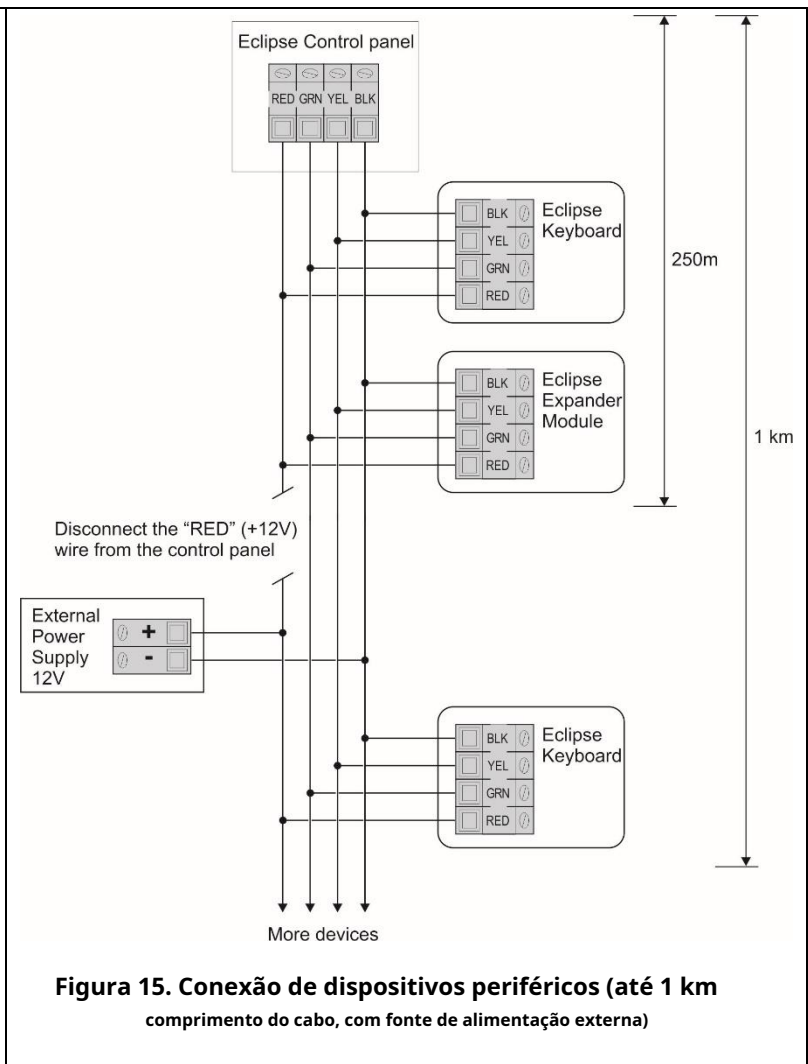 Eclipse Control panel
RED GRN YEL BLK
BLK
YEL
GRN
RED
Eclipse
Keyboard
250m
BLK
YEL
GRN
RED
Eclipse
Expander
Module
1 km
Disconnect the “RED” (+12V)
wire from the control panel
External
Power
Supply
12V
+
-
BLK
YEL
GRN
RED
Eclipse
Keyboard
More devices
Figura 15. Conexão de dispositivos periféricos (até 1 km
comprimento do cabo, com fonte de alimentação externa)